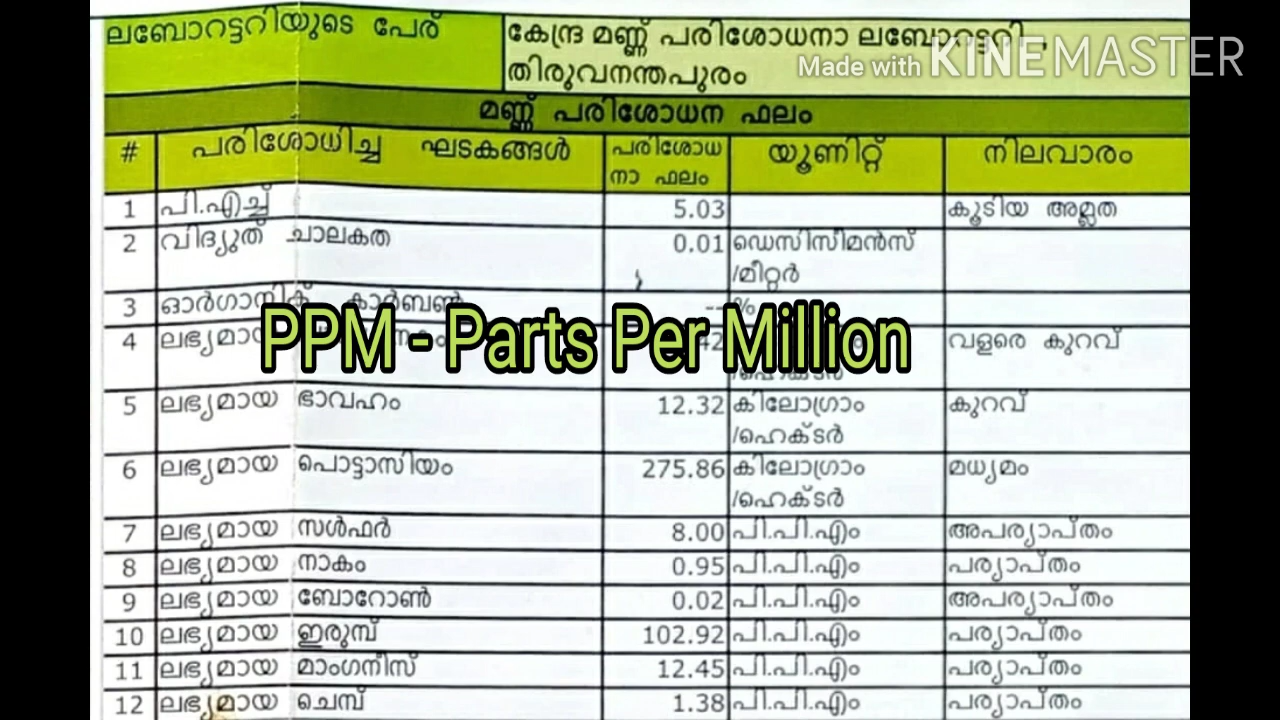 ലബോറട്ടറിയുടെ പേര് കേന്ദ്ര മണ്ണ് പരിശോധനാ ലബോറട്ടറി ,
തിരുവനന്തപുരം
Made with KINEMASTER
മണ്ണ് പരിശോധന ഫലം
# പരിശോധിച്ച ഘടകങ്ങൾ പരിശോധ
നാ ഫലം യൂണിറ്റ് നിലവാരം
1 പി.എച്ച് 5.03 കൂടിയ അമ്ലത
2 വിദ്യുത് ചാലകത 0.01 ഡെസിസീമൻസ്
/മീറ്റർ
3 ഓർഗാനിക് കാർബൺ --%
PPM - Parts Per Million
4 വളരെ കുറവ്
/ഹെക്ടർ
5 ലഭ്യമായ ഭാവഹം 12.32 കിലോഗ്രാം കുറവ്
/ഹെക്ടർ
6 ലഭ്യമായ പൊട്ടാസിയം 275.86 കിലോഗ്രാം മധ്യമം
/ഹെക്ടർ
7 ലഭ്യമായ സൾഫർ 8.00 പി.പി.എം അപര്യാപ്തം
8 ലഭ്യമായ നാകം 0.95 പി.പി.എം പര്യാപ്തം
9 ലഭ്യമായ ബോറോൺ 0.02 പി.പി.എം അപര്യാപ്തം
10 ലഭ്യമായ ഇരുമ്പ് 102.92 പി.പി.എം പര്യാപ്തം
11 ലഭ്യമായ മാംഗനീസ് 12.45 പി.പി.എം പര്യാപ്തം
12 ലഭ്യമായ ചെമ്പ് 1.38 പി.പി.എം പര്യാപ്തം